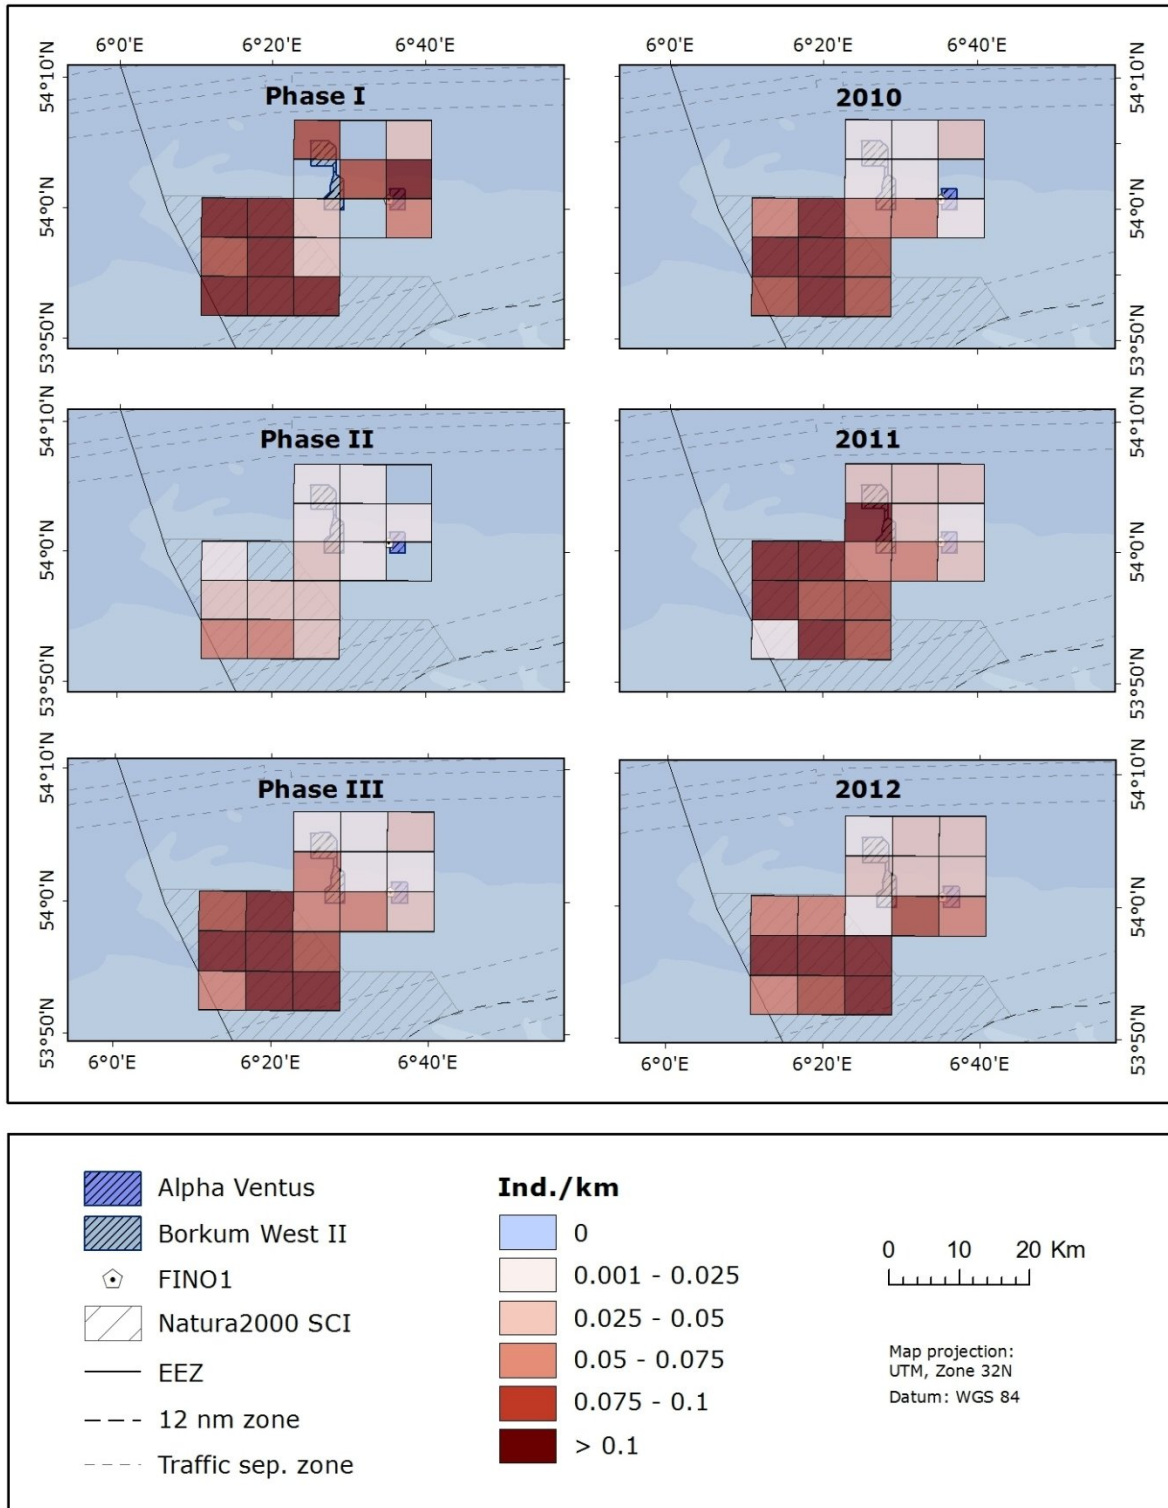 6°0'E 6°20'E 6°40'E 6°0'E 6°20'E 6°40'E
Phase I
54°10'N
54°0'N
53°50'N
2010
54°10'N
54°0'N
53°50'N
Phase II
54°10'N
54°0'N
53°50'N
2011
54°10'N
54°0'N
53°50'N
Phase III
54°10'N
54°0'N
53°50'N
2012
54°10'N
54°0'N
53°50'N
6°0'E 6°20'E 6°40'E 6°0'E 6°20'E 6°40'E
Alpha Ventus
Borkum West II
FINO1
Natura2000 SCI
EEZ
12 nm zone
Traffic sep. zone
Ind./km
0
0.001 - 0.025
0.025 - 0.05
0.05 - 0.075
0.075 - 0.1
> 0.1
0 10 20 Km
Map projection:
UTM, Zone 32N
Datum: WGS 84